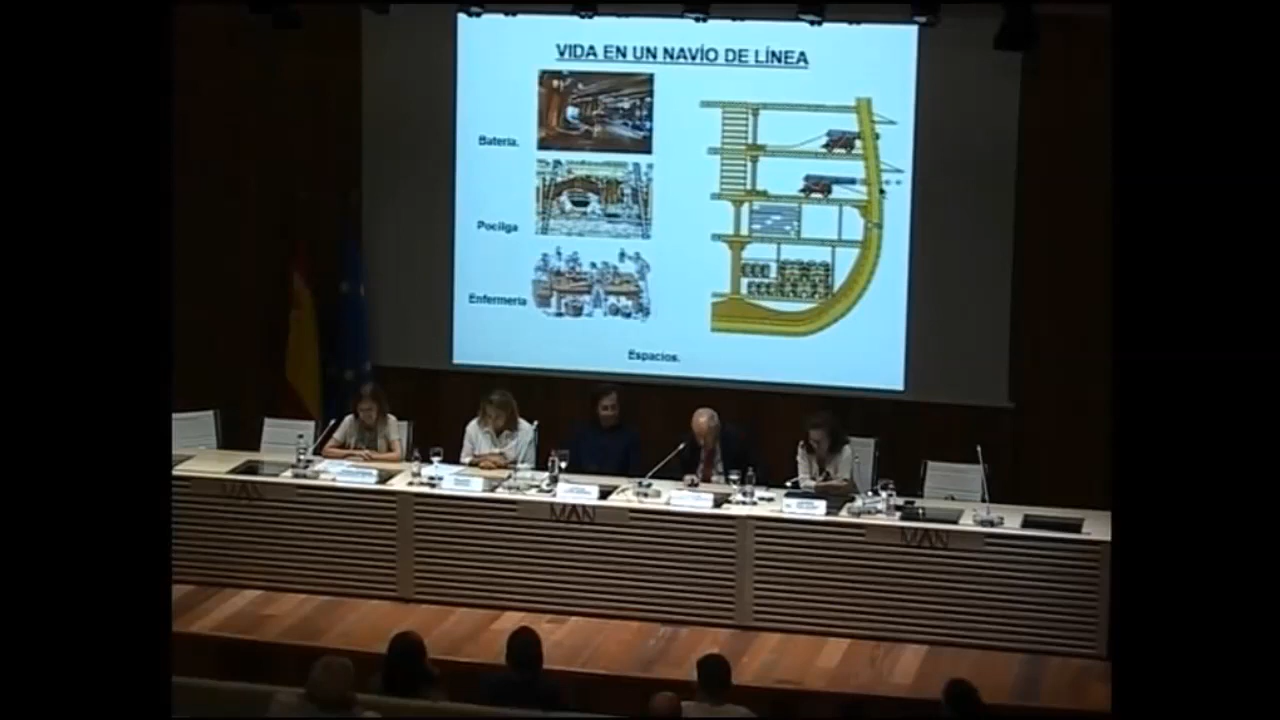 VIDA EN UN NAVÍO DE LÍNEA
Batería.
Pocilga
Enfermería
Espacios.
MAN
MAN
MAN